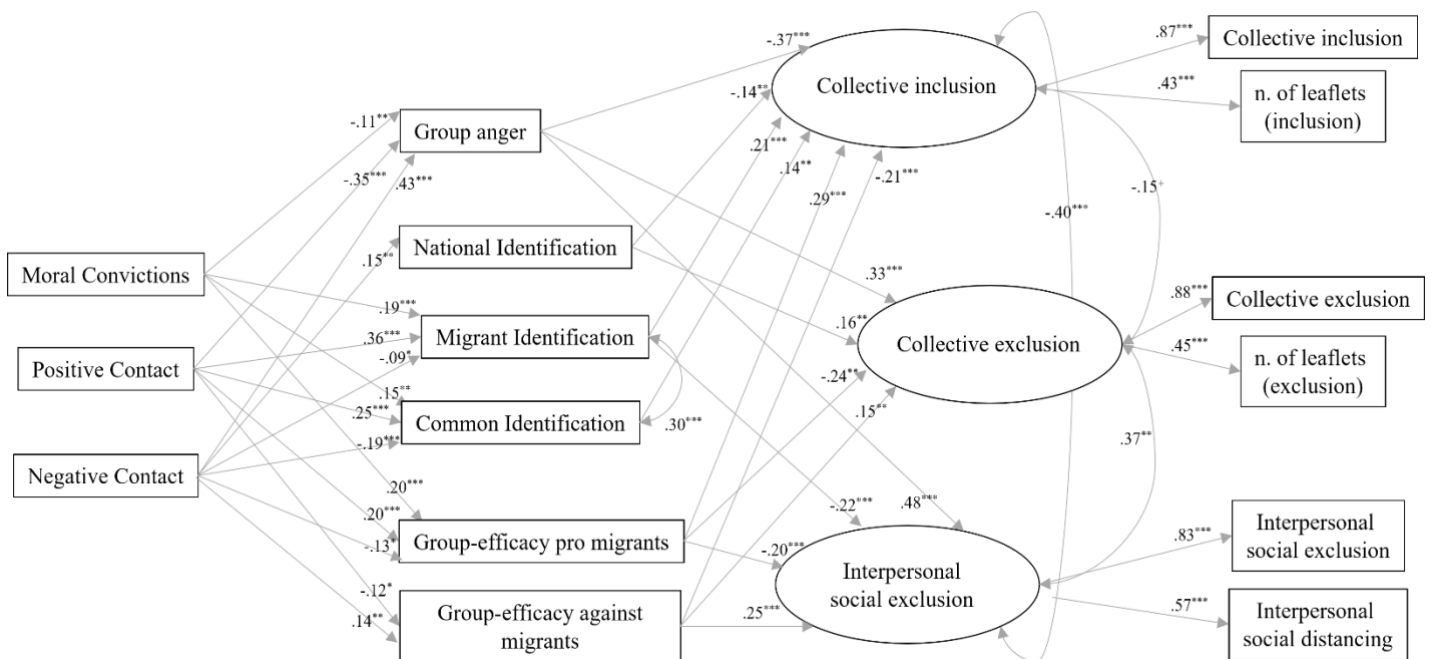 -.37***
.87***
Collective inclusion
Collective inclusion
-.14**
.43***
n. of leaflets
(inclusion)
-.11**
Group anger
.21***
.14**
-.21***
-.35***
.43***
.29***
-.15+
-.40***
National Identification
.15**
Moral Convictions
.33***
.88***
Collective exclusion
.19***
.16**
Migrant Identification
.36***
Collective exclusion
-.09*
.45***
n. of leaflets
(exclusion)
Positive Contact
-.24**
.15**
.15**
.25***
Common Identification
.30***
-.19***
.37**
Negative Contact
.20***
-.22***
.48***
.20***
Group-efficacy pro migrants
-.13*
-.20***
.83***
Interpersonal
social exclusion
Interpersonal
social exclusion
-.12*
.14**
Group-efficacy against
migrants
.25***
.57***
Interpersonal
social distancing